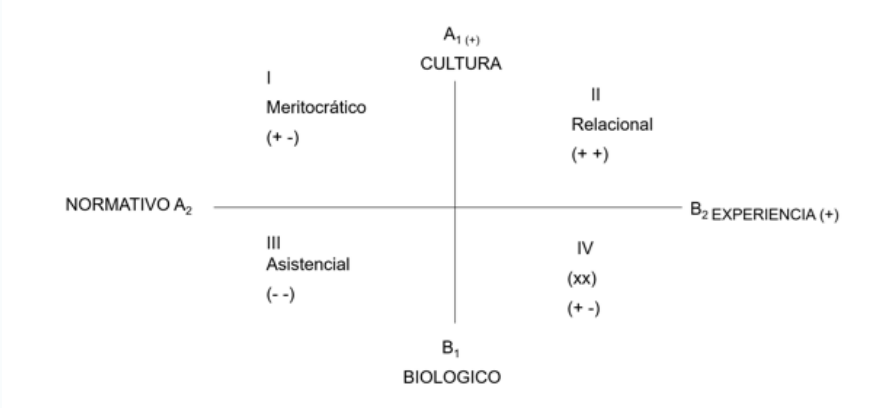 A1 (+)
CULTURA
I
Meritocrático
(+ -)
II
Relacional
(+ +)
NORMATIVO A2
B2 EXPERIENCIA (+)
III
Asistencial
(- -)
IV
(xx)
(+ -)
B1
BIOLOGICO